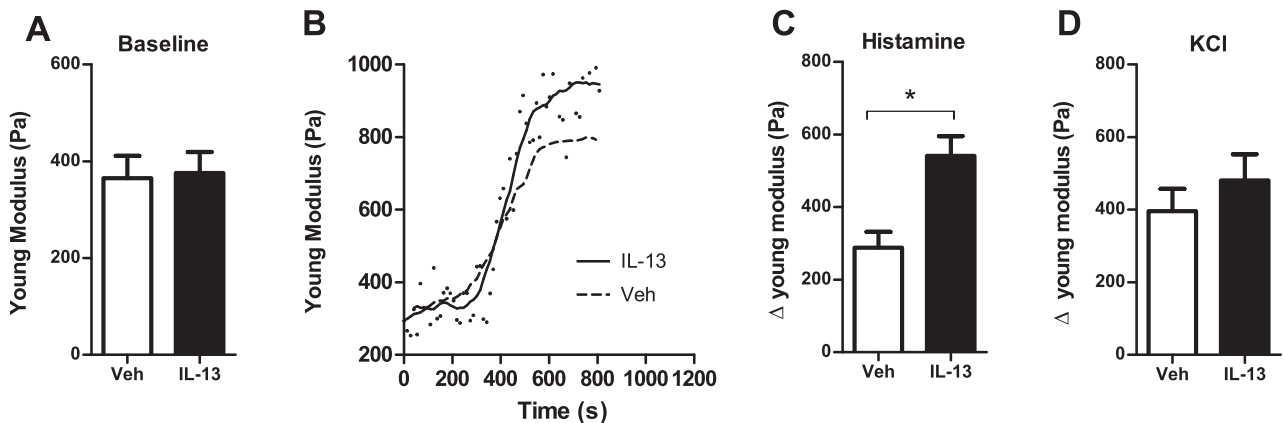 A
Baseline
Young Modulus (Pa)
600
400
200
0
Veh IL-13
B
Young Modulus (Pa)
1000
800
600
400
200
IL-13
Veh
0 200 400 600 800 1000 1200
Time (s)
C
Histamine
Δ young modulus (Pa)
800
600
400
200
0
*
Veh IL-13
D
KCl
Δ young modulus (Pa)
800
600
400
200
0
Veh IL-13